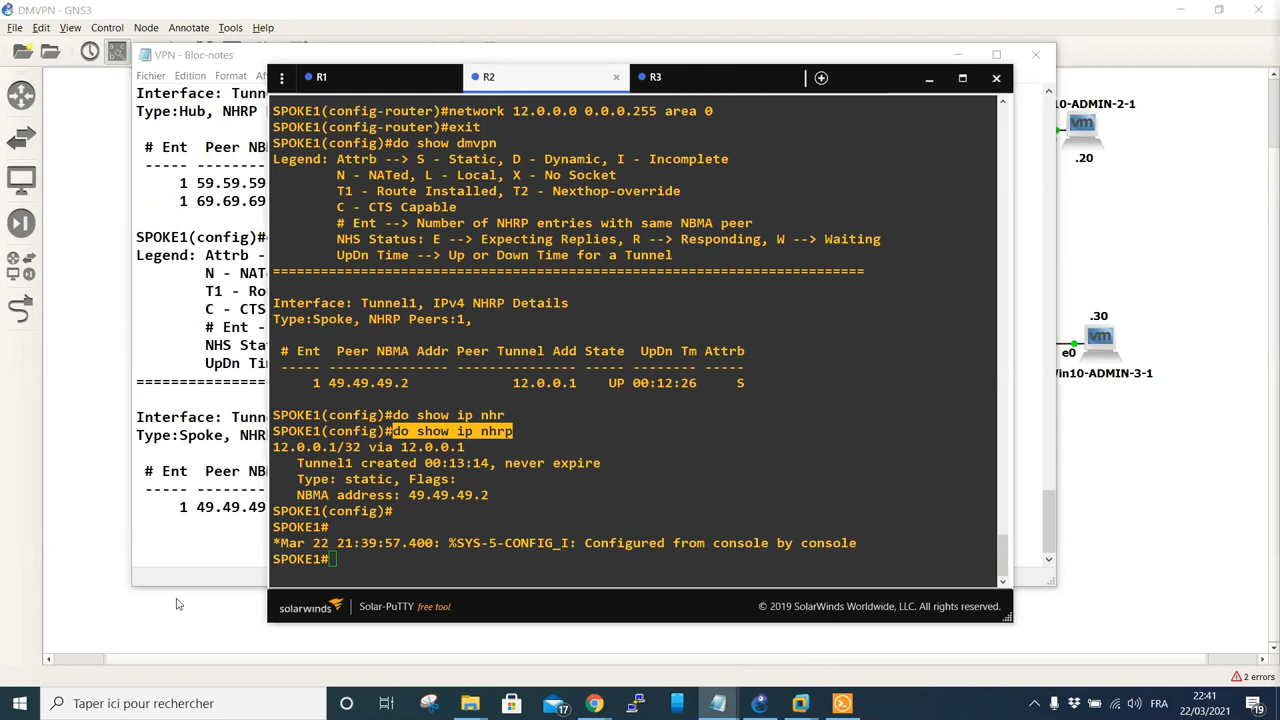 DMVPN - GNS3
File Edit View Control Node Annotate Tools Help
VPN - Bloc-notes
Fichier Edition Format
Interface: Tunn
Type:Hub, NHRP
# Ent Peer NB
----- -----
1 59.59.59
1 69.69.69
SPOKE1(config)#
Legend: Attrb -
N - NA
T1 - Ro
C - CTS
# Ent -
NHS Sta
UpDn Ti
Interface: Tunn
Type:Spoke, NHR
# Ent Peer NB
----- -----
1 49.49.49
R1 R2 × R3
SPOKE1(config-router)#network 12.0.0.0 0.0.0.255 area 0
SPOKE1(config-router)#exit
SPOKE1(config)#do show dmvpn
Legend: Attrb --> S - Static, D - Dynamic, I - Incomplete
N - NATed, L - Local, X - No Socket
T1 - Route Installed, T2 - Nexthop-override
C - CTS Capable
# Ent --> Number of NHRP entries with same NBMA peer
NHS Status: E --> Expecting Replies, R --> Responding, W --> Waiting
UpDn Time --> Up or Down Time for a Tunnel
==========================================================================
Interface: Tunnel1, IPv4 NHRP Details
Type:Spoke, NHRP Peers:1,
# Ent Peer NBMA Addr Peer Tunnel Add State UpDn Tm Attrb
----- --------------- --------------- ----- -------- -----
1 49.49.49.2 12.0.0.1 UP 00:12:26 S
SPOKE1(config)#do show ip nhr
SPOKE1(config)#do show ip nhrp
12.0.0.1/32 via 12.0.0.1
Tunnel1 created 00:13:14, never expire
Type: static, Flags:
NBMA address: 49.49.49.2
SPOKE1(config)#
SPOKE1#
*Mar 22 21:39:57.400: %SYS-5-CONFIG_I: Configured from console by console
SPOKE1#
solarwinds Solar-PuTTY free tool © 2019 SolarWinds Worldwide, LLC. All rights reserved.
10-ADMIN-2-1
vm
.20
.30
vm
e0
in10-ADMIN-3-1
2 errors
Taper ici pour rechercher
17
FR
22:41
22/03/2021
19